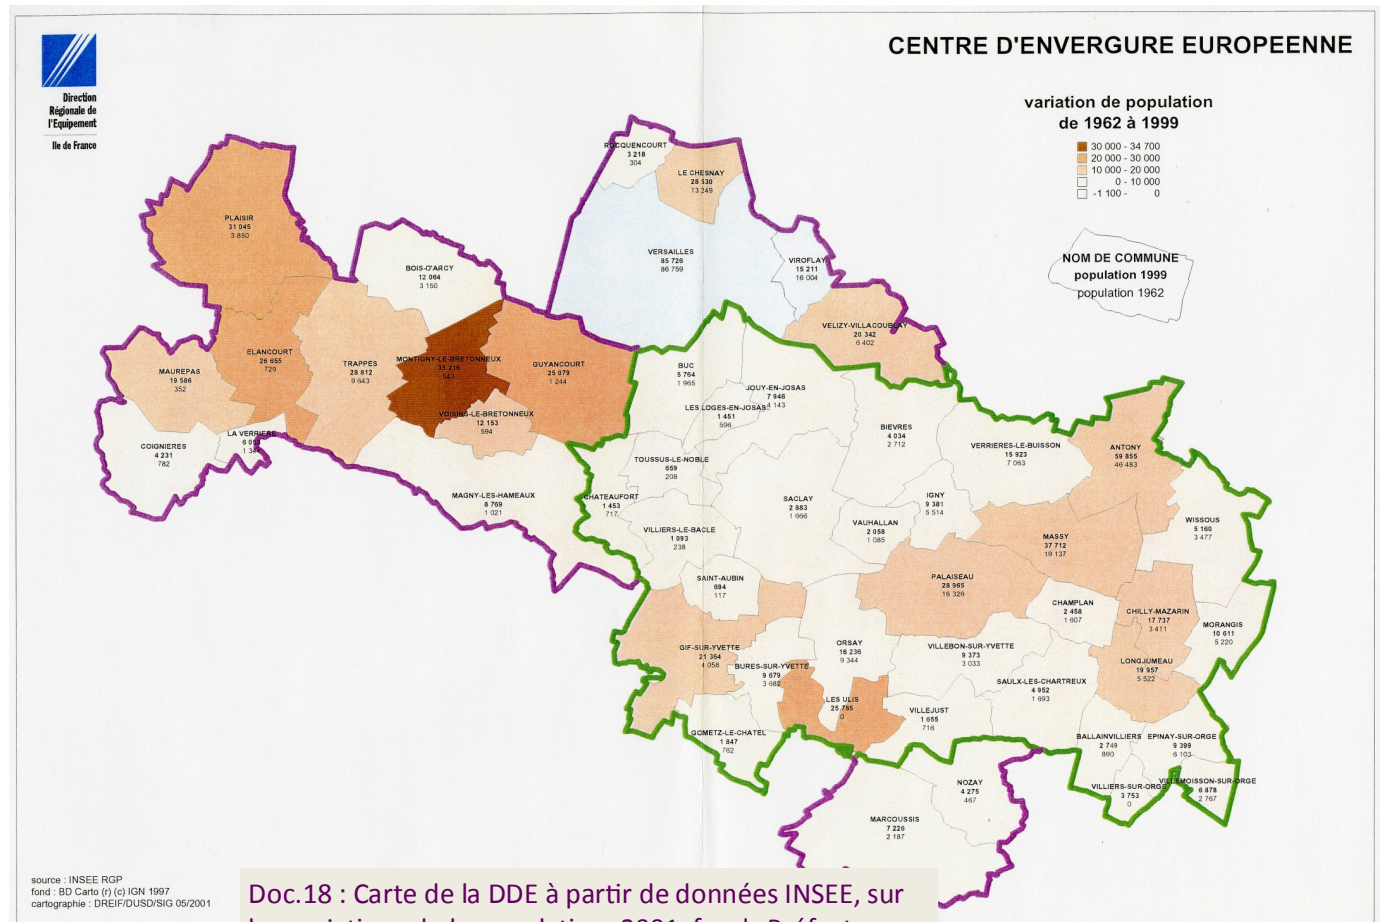 CENTRE D'ENVERGURE EUROPEENNE
Direction
Régionale de
l'Equipement
Ile de France
variation de population
de 1962 à 1999
30 000 - 34 700
20 000 - 30 000
10 000 - 20 000
0 - 10 000
-1 100 - 0
NOM DE COMMUNE
population 1999
population 1962
ROCQUENCOURT
3 218
304
LE CHESNAY
28 530
13 249
PLAISIR
31 045
3 850
VERSAILLES
85 726
86 759
VIROFLAY
15 211
16 004
BOIS-D'ARCY
12 064
3 150
VELIZY-VILLACOUBLAY
20 342
6 402
ELANCOURT
26 655
729
TRAPPES
28 812
9 643
MONTIGNY-LE-BRETONNEUX
35 216
543
GUYANCOURT
25 079
1 244
MAUREPAS
19 586
352
BUC
5 764
1 965
JOUY-EN-JOSAS
7 946
4 143
LES LOGES-EN-JOSAS
1 451
596
VOISINS-LE-BRETONNEUX
12 153
594
BIEVRES
4 034
2 712
VERRIERES-LE-BUISSON
15 923
7 063
ANTONY
59 855
46 483
COIGNIERES
4 231
782
LA VERRIERE
TOUSSUS-LE-NOBLE
659
208
MAGNY-LES-HAMEAUX
8 769
1 021
CHATEAUFORT
1 453
717
SACLAY
2 883
1 666
IGNY
9 381
5 514
WISSOUS
5 160
3 477
VILLIERS-LE-BACLE
1 093
238
VAUHALLAN
2 058
1 085
MASSY
37 712
19 137
SAINT-AUBIN
694
117
PALAISEAU
28 965
16 326
CHAMPLAN
2 458
1 607
CHILLY-MAZARIN
17 737
3 411
MORANGIS
10 611
5 220
GIF-SUR-YVETTE
21 364
4 058
BURES-SUR-YVETTE
9 679
3 682
ORSAY
16 236
9 344
VILLEBON-SUR-YVETTE
9 373
3 033
LONGJUMEAU
19 957
5 522
SAULX-LES-CHARTREUX
4 952
1 693
LES ULIS
25 785
0
VILLEJUST
1 655
716
GOMETZ-LE-CHATEL
1 847
762
BALLAINVILLIERS
2 749
890
EPINAY-SUR-ORGE
9 399
6 103
VILLIERS-SUR-ORGE
3 753
0
VILLEMOISSON-SUR-ORGE
6 878
2 767
NOZAY
4 275
467
MARCOUSSIS
7 226
2 187
source : INSEE RGP
fond : BD Carto (r) (c) IGN 1997
cartographie : DREIF/DUSD/SIG 05/2001
Doc.18 : Carte de la DDE à partir de données INSEE, sur